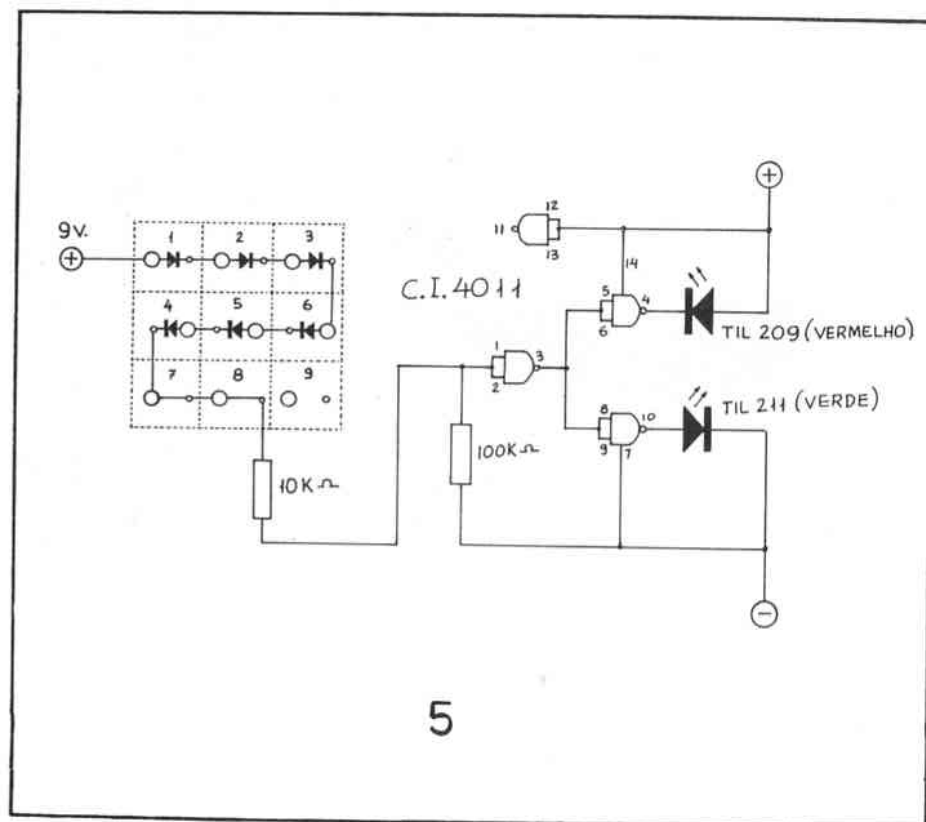 9V.
+
1 2 3
4 5 6
7 8 9
10K Ω
C.I. 4011
11
12
13
14
+
5
6
4
TIL 209 (VERMELHO)
1
2
3
TIL 211 (VERDE)
8
9
10
7
100K Ω
−
5